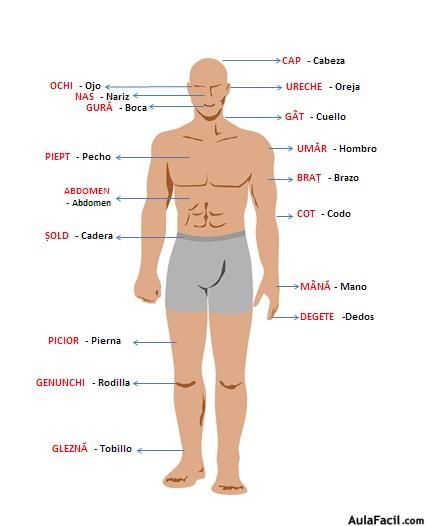 CAP - Cabeza
OCHI - Ojo
URECHE - Oreja
NAS - Nariz
GURĂ - Boca
GÂT - Cuello
UMĂR - Hombro
PIEPT - Pecho
BRAȚ - Brazo
ABDOMEN
- Abdomen
COT - Codo
ȘOLD - Cadera
MÂNĂ - Mano
DEGETE -Dedos
PICIOR - Pierna
GENUNCHI - Rodilla
GLEZNĂ - Tobillo
AulaFacil.com